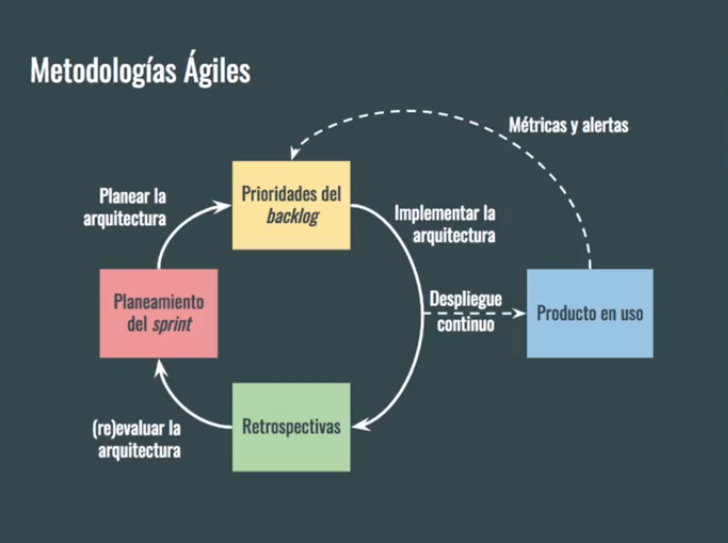 Metodologías Ágiles
Métricas y alertas
Planear la
arquitectura
Prioridades del
backlog
Implementar la
arquitectura
Planeamiento
del sprint
Despliegue
continuo
Producto en uso
(re)evaluar la
arquitectura
Retrospectivas